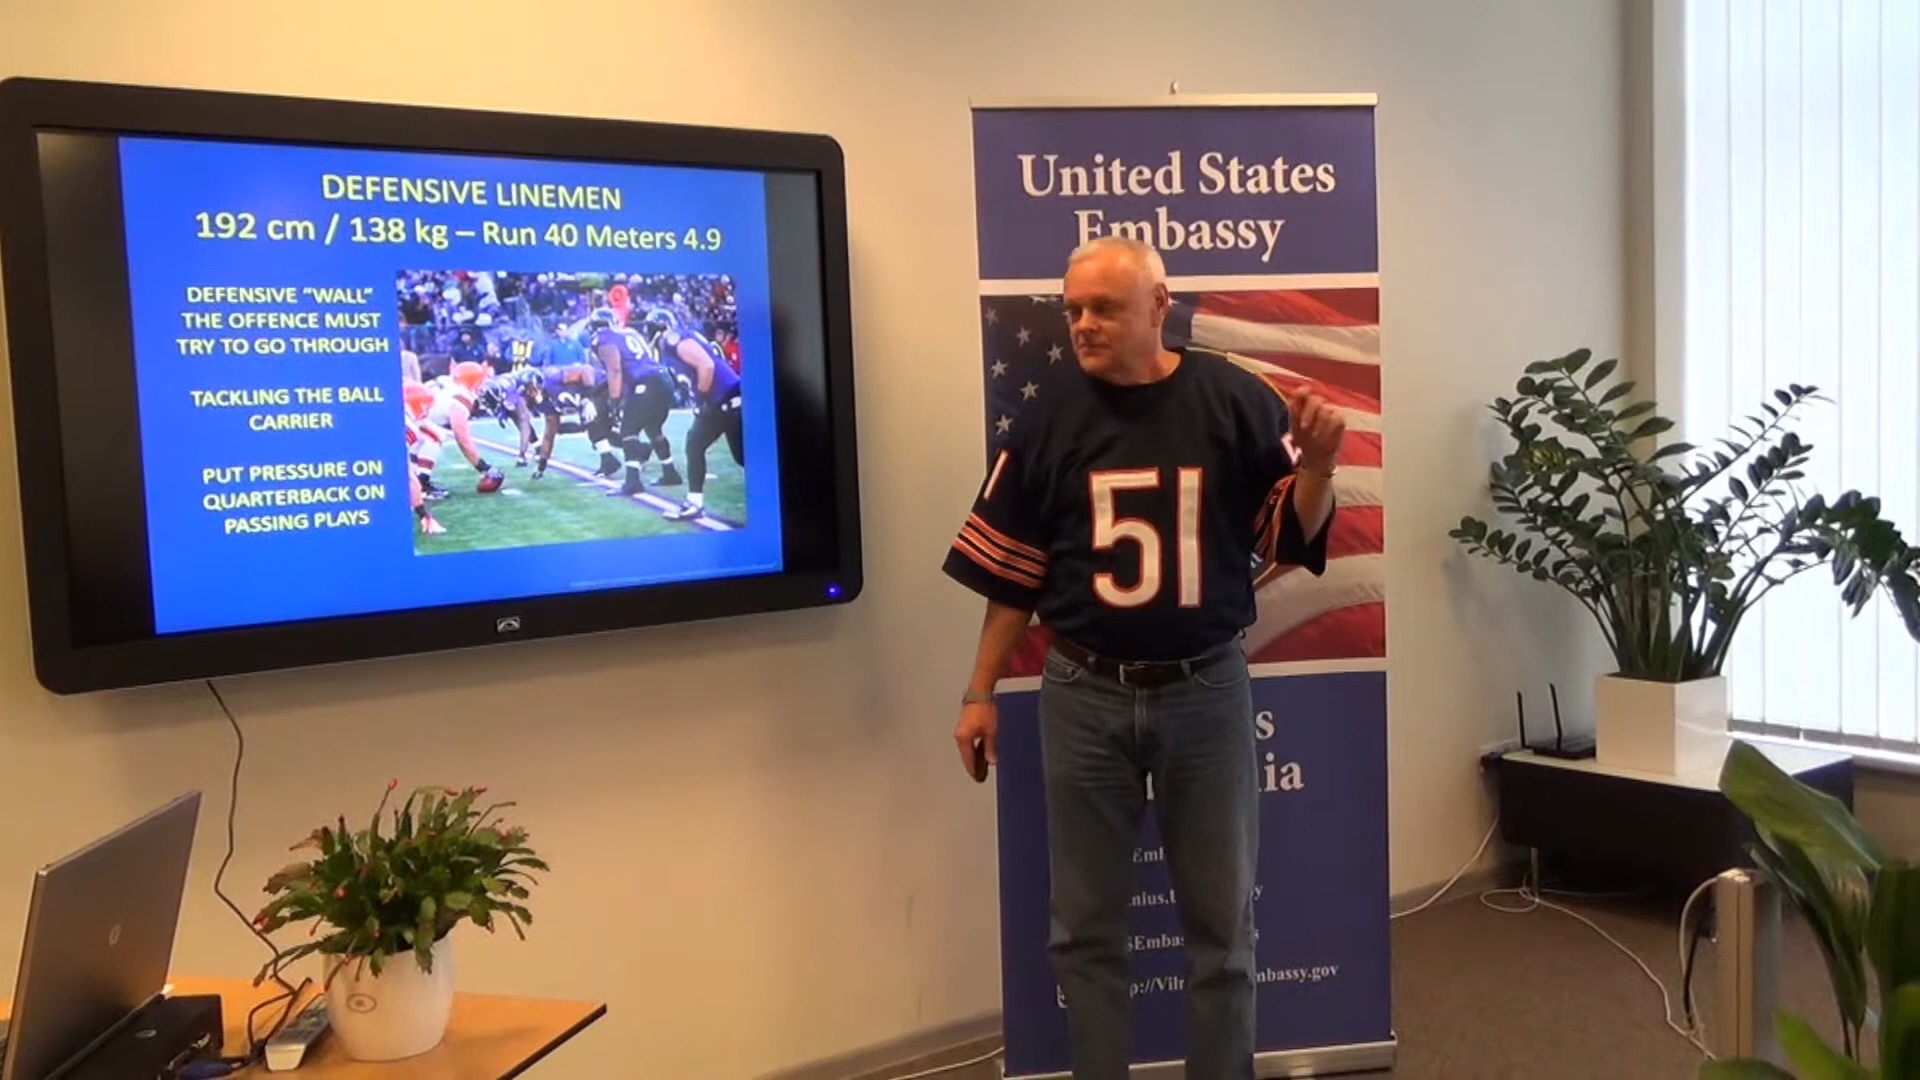 DEFENSIVE LINEMEN
192 cm / 138 kg – Run 40 Meters 4.9
DEFENSIVE “WALL”
THE OFFENCE MUST
TRY TO GO THROUGH
TACKLING THE BALL
CARRIER
PUT PRESSURE ON
QUARTERBACK ON
PASSING PLAYS
United States
Embassy
51